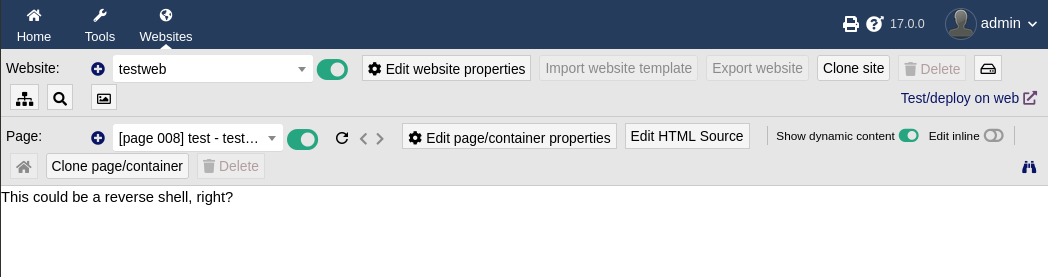 Home Tools Websites 17.0.0 admin
Website: testweb Edit website properties Import website template Export website Clone site Delete
Test/deploy on web
Page: [page 008] test - test... Edit page/container properties Edit HTML Source Show dynamic content Edit inline
Clone page/container Delete
This could be a reverse shell, right?